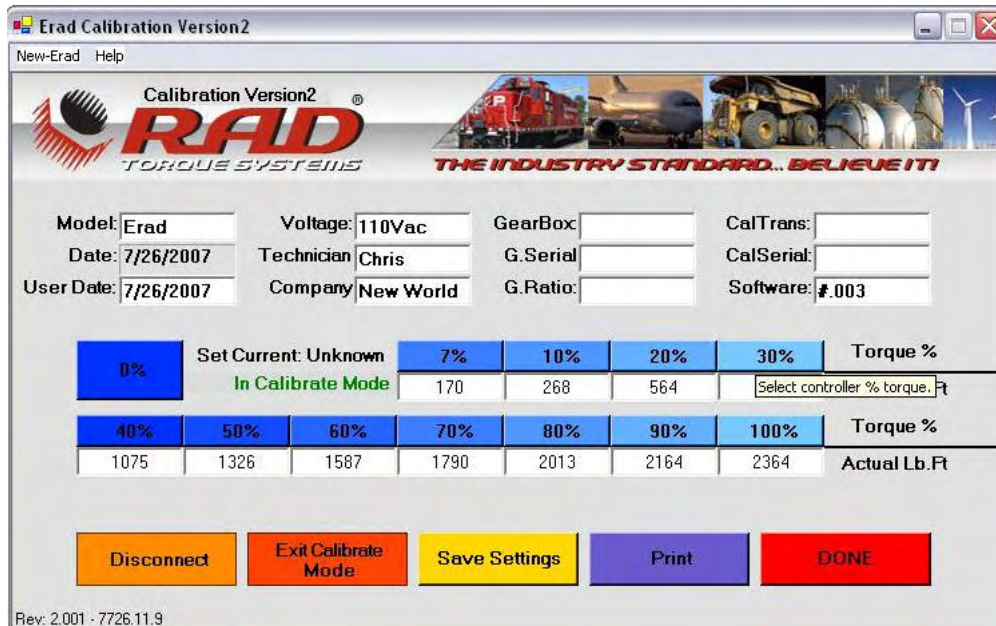 Erad Calibration Version2
New-Erad Help
Calibration Version2
RAD ®
TORQUE SYSTEMS
CP
THE INDUSTRY STANDARD... BELIEVE IT!
Model: Erad Voltage: 110Vac GearBox: CalTrans:
Date: 7/26/2007 Technician Chris G.Serial CalSerial:
User Date: 7/26/2007 Company New World G.Ratio: Software: #.003
0% Set Current: Unknown 7% 10% 20% 30% Torque %
In Calibrate Mode 170 268 564 Select controller % torque. Ft
40% 50% 60% 70% 80% 90% 100% Torque %
1075 1326 1587 1790 2013 2164 2364 Actual Lb.Ft
Disconnect Exit Calibrate Mode Save Settings Print DONE
Rev: 2.001 - 7726.11.9